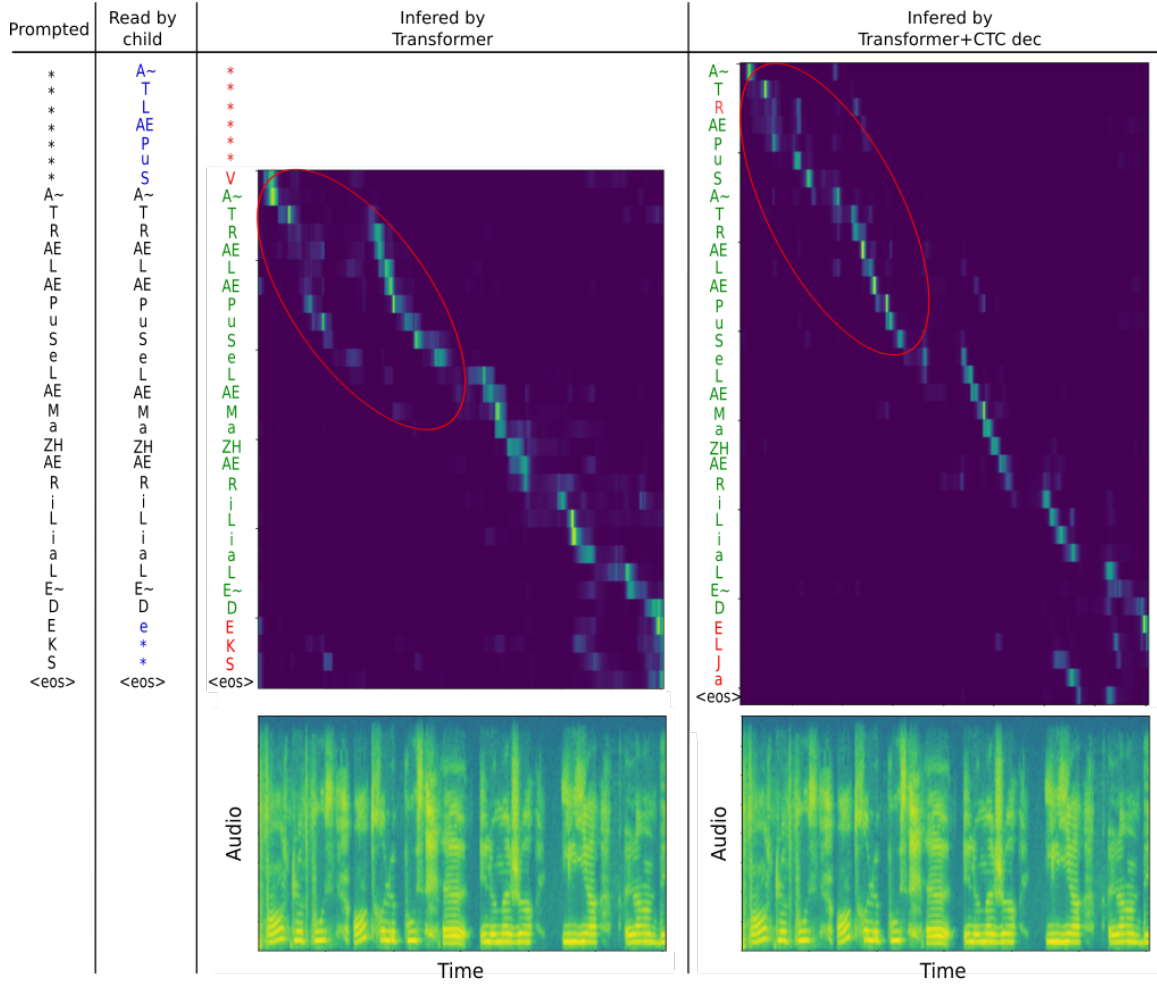 Prompted Read by child Infered by Transformer Infered by Transformer+CTC dec
* A~ * A~
* T * T
* L * R
* AE * AE
* P * P
* u * u
* S V S
A~ A~ A~ A~
T T T T
R R R R
AE AE AE AE
L L L L
AE AE AE AE
P P P P
u u u u
S S S S
e e e e
L L L L
AE AE AE AE
M M M M
a a a a
ZH ZH ZH ZH
AE AE AE AE
R R R R
i i i i
L L L L
i i i i
a a a a
L L L L
E~ E~ E~ E~
D D D D
E e E E
K * K L
S * S J
<eos> <eos> <eos> a
<eos>
Audio Audio
Time Time